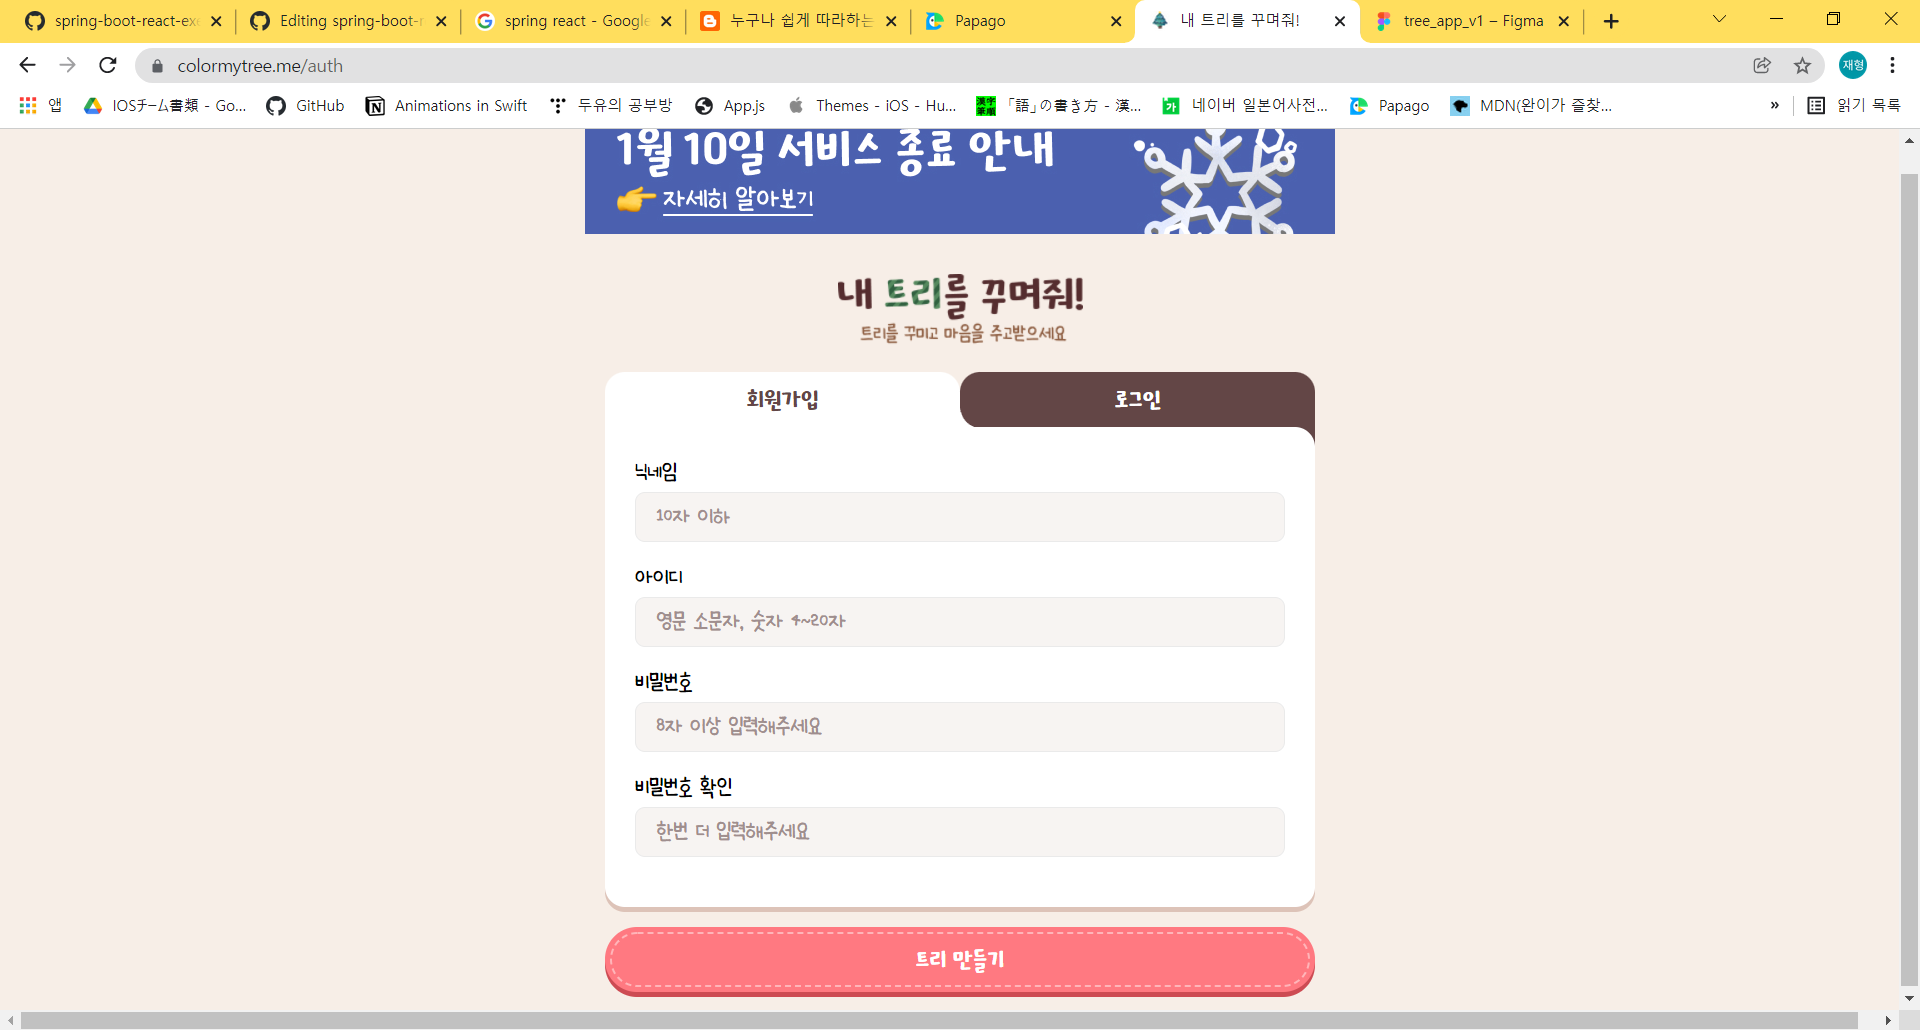 spring-boot-react-exe
Editing spring-boot-r
spring react - Google
누구나 쉽게 따라하는
Papago
내 트리를 꾸며줘!
tree_app_v1 – Figma
colormytree.me/auth
재형
앱
IOSチーム書類 - Go...
GitHub
Animations in Swift
두유의 공부방
App.js
Themes - iOS - Hu...
「語」の書き方 - 漢...
네이버 일본어사전...
Papago
MDN(완이가 즐찾...
»
읽기 목록
1월 10일 서비스 종료 안내
자세히 알아보기
내 트리를 꾸며줘!
트리를 꾸미고 마음을 주고받으세요
회원가입
로그인
닉네임
10자 이하
아이디
영문 소문자, 숫자 4~20자
비밀번호
8자 이상 입력해주세요
비밀번호 확인
한번 더 입력해주세요
트리 만들기